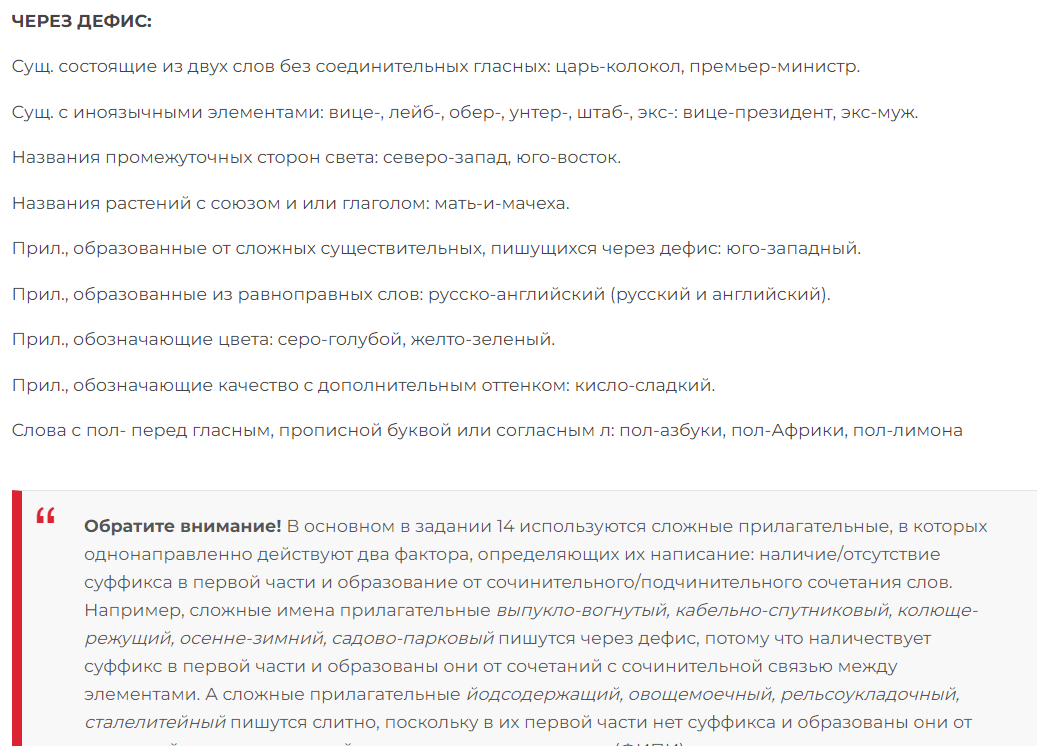 ЧЕРЕЗ ДЕФИС:
Сущ. состоящие из двух слов без соединительных гласных: царь-колокол, премьер-министр.
Сущ. с иноязычными элементами: вице-, лейб-, обер-, унтер-, штаб-, экс-: вице-президент, экс-муж.
Названия промежуточных сторон света: северо-запад, юго-восток.
Названия растений с союзом и или глаголом: мать-и-мачеха.
Прил., образованные от сложных существительных, пишущихся через дефис: юго-западный.
Прил., образованные из равноправных слов: русско-английский (русский и английский).
Прил., обозначающие цвета: серо-голубой, желто-зеленый.
Прил., обозначающие качество с дополнительным оттенком: кисло-сладкий.
Слова с пол- перед гласным, прописной буквой или согласным л: пол-азбуки, пол-Африки, пол-лимона
Обратите внимание! В основном в задании 14 используются сложные прилагательные, в которых
однонаправленно действуют два фактора, определяющих их написание: наличие/отсутствие
суффикса в первой части и образование от сочинительного/подчинительного сочетания слов.
Например, сложные имена прилагательные выпукло-вогнутый, кабельно-спутниковый, колюще-
режущий, осенне-зимний, садово-парковый пишутся через дефис, потому что наличествует
суффикс в первой части и образованы они от сочетаний с сочинительной связью между
элементами. А сложные прилагательные йодсодержащий, овощемоечный, рельсоукладочный,
сталелитейный пишутся слитно, поскольку в их первой части нет суффикса и образованы они от